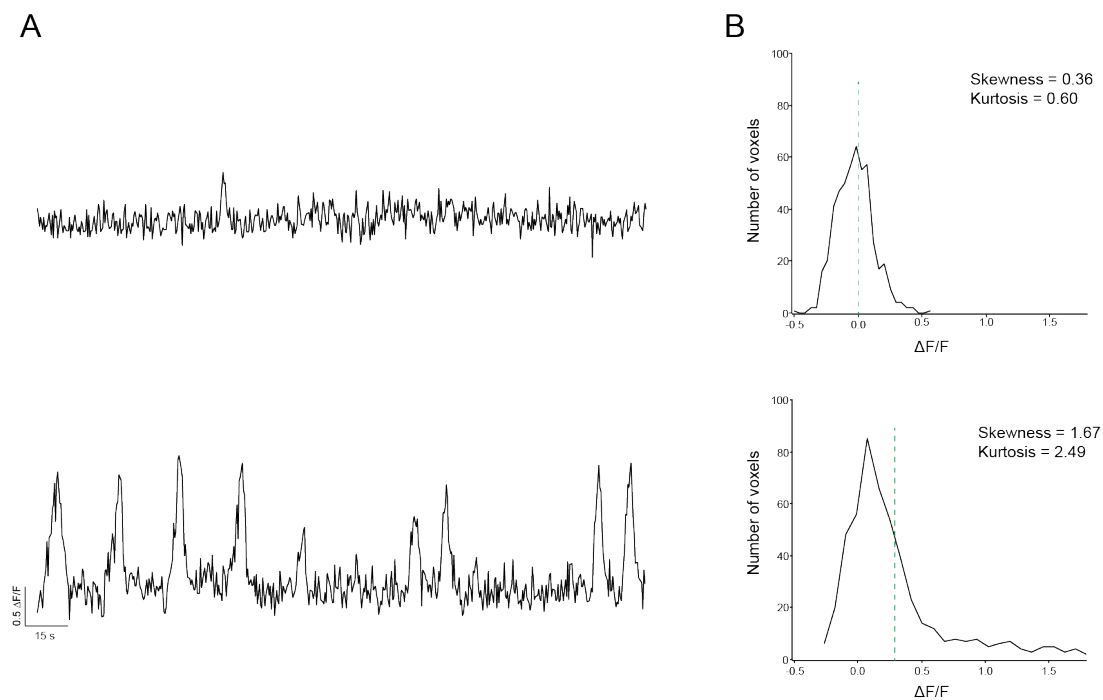 A
0.5 ΔF/F
15 s
B
100
80
60
40
20
0
Number of voxels
Skewness = 0.36
Kurtosis = 0.60
-0.5 0.0 0.5 1.0 1.5
ΔF/F
100
80
60
40
20
0
Number of voxels
Skewness = 1.67
Kurtosis = 2.49
-0.5 0.0 0.5 1.0 1.5
ΔF/F